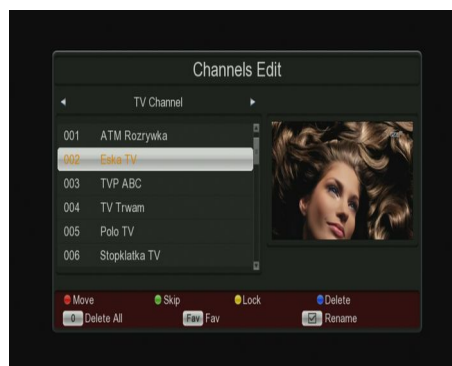 Channels Edit
TV Channel
001 ATM Rozrywka
002 Eska TV
003 TVP ABC
004 TV Trwam
005 Polo TV
006 Stopklatka TV
Move Skip Lock Delete
0 Delete All Fav Fav Rename